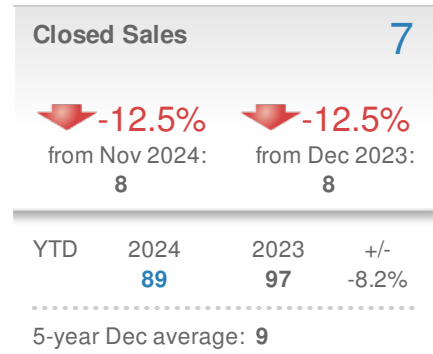 Closed Sales 7
-12.5% -12.5%
from Nov 2024: from Dec 2023:
8 8
YTD 2024 2023 +/-
89 97 -8.2%
5-year Dec average: 9